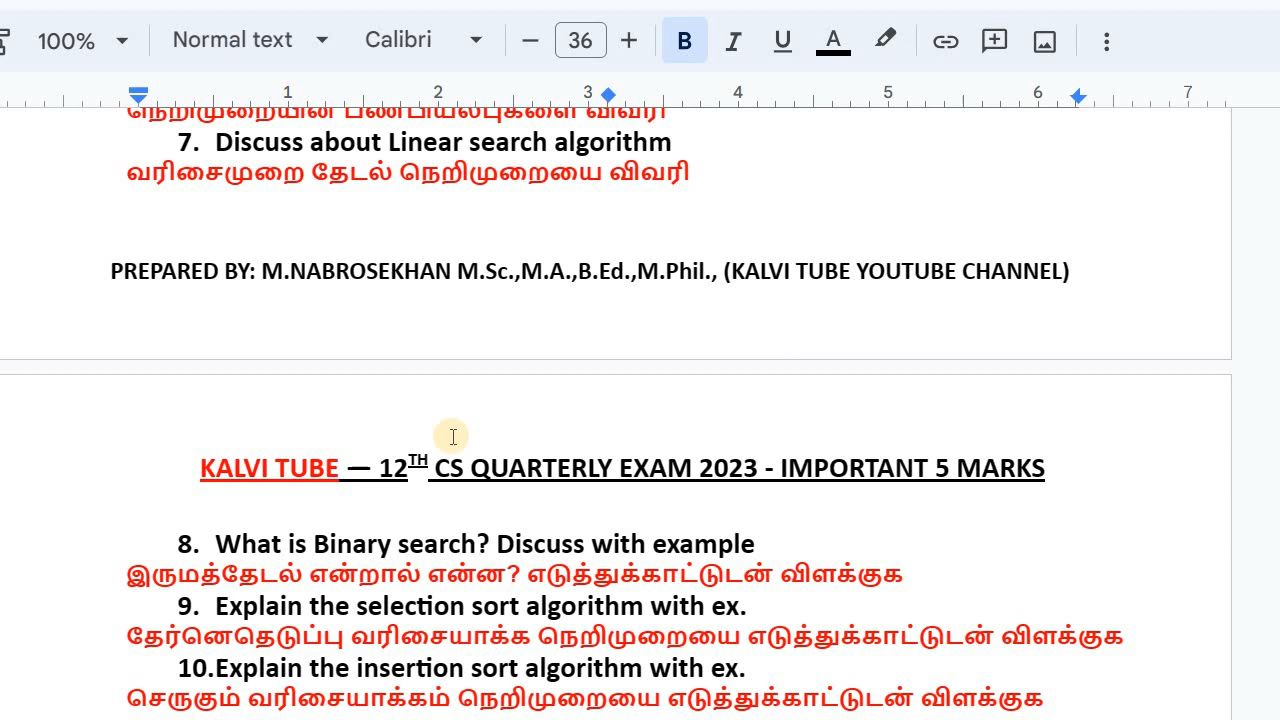 100% Normal text Calibri — 36 + B I U A
1 2 3 4 5 6 7
நெறிமுறையின் பண்பியல்புகளை விவரி
7. Discuss about Linear search algorithm
வரிசைமுறை தேடல் நெறிமுறையை விவரி
PREPARED BY: M.NABROSEKHAN M.Sc.,M.A.,B.Ed.,M.Phil., (KALVI TUBE YOUTUBE CHANNEL)
KALVI TUBE — 12TH CS QUARTERLY EXAM 2023 - IMPORTANT 5 MARKS
8. What is Binary search? Discuss with example
இருமத்தேடல் என்றால் என்ன? எடுத்துக்காட்டுடன் விளக்குக
9. Explain the selection sort algorithm with ex.
தேர்னெதெடுப்பு வரிசையாக்க நெறிமுறையை எடுத்துக்காட்டுடன் விளக்குக
10.Explain the insertion sort algorithm with ex.
செருகும் வரிசையாக்கம் நெறிமுறையை எடுத்துக்காட்டுடன் விளக்குக